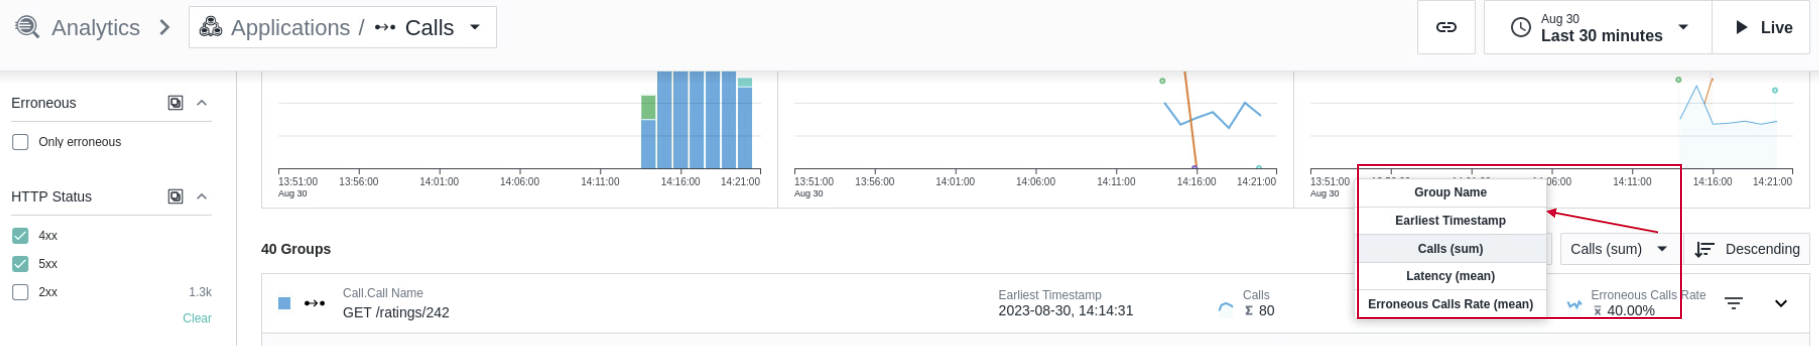 Analytics
Applications / Calls
Aug 30
Last 30 minutes
Live
Erroneous
Only erroneous
HTTP Status
4xx
5xx
2xx 1.3k
Clear
13:51:00 13:56:00 14:01:00 14:06:00 14:11:00 14:16:00 14:21:00
Aug 30
13:51:00 13:56:00 14:01:00 14:06:00 14:11:00 14:16:00 14:21:00
Aug 30
13:51:00 14:11:00 14:16:00 14:21:00
Aug 30
40 Groups
Group Name
Earliest Timestamp
Calls (sum)
Latency (mean)
Erroneous Calls Rate (mean)
Calls (sum) Descending
Call.Call Name
GET /ratings/242
Earliest Timestamp
2023-08-30, 14:14:31
Calls
Σ 80
Erroneous Calls Rate
x̅ 40.00%